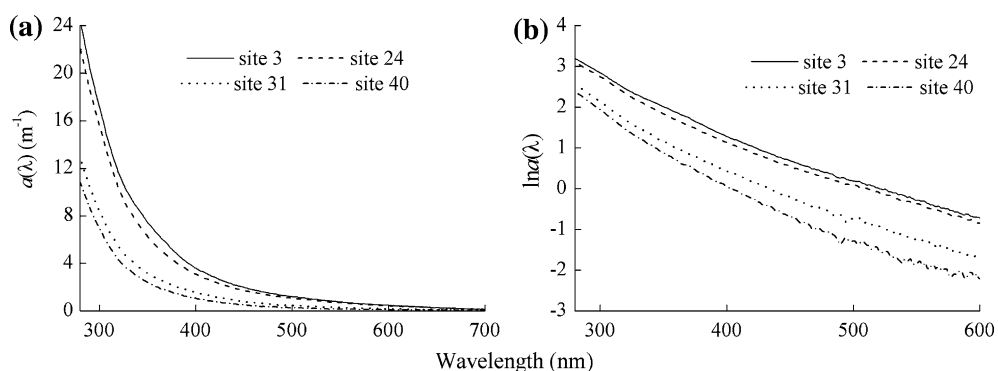 (a)
24
20
16
12
8
4
0
a(λ) (m⁻¹)
site 3
site 24
site 31
site 40
300
400
500
600
700
(b)
4
3
2
1
0
-1
-2
-3
lna(λ)
site 3
site 24
site 31
site 40
300
400
500
600
Wavelength (nm)